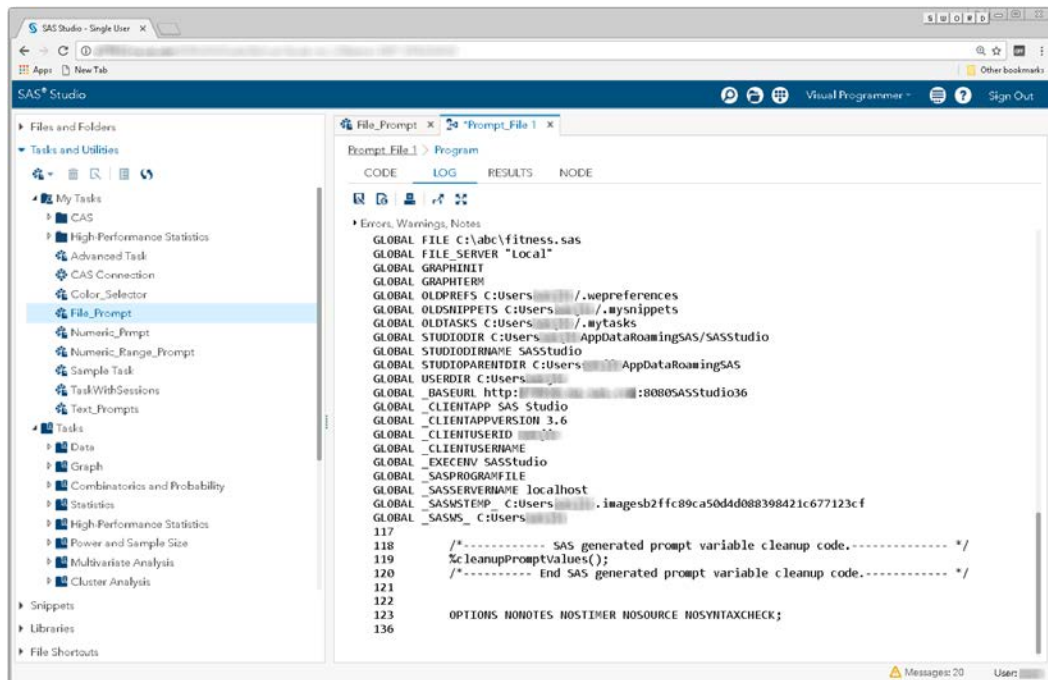 SAS Studio - Single User
S W O R D
Apps New Tab
Other bookmarks
SAS® Studio
Visual Programmer
Sign Out
Files and Folders
Tasks and Utilities
My Tasks
CAS
High-Performance Statistics
Advanced Task
CAS Connection
Color_Selector
File_Prompt
Numeric_Prmpt
Numeric_Range_Prompt
Sample Task
TaskWithSessions
Text_Prompts
Tasks
Data
Graph
Combinatorics and Probability
Statistics
High-Performance Statistics
Power and Sample Size
Multivariate Analysis
Cluster Analysis
Snippets
Libraries
File Shortcuts
File_Prompt
*Prompt_File 1
Prompt_File 1 > Program
CODE LOG RESULTS NODE
Errors, Warnings, Notes
GLOBAL FILE C:\abc\fitness.sas
GLOBAL FILE_SERVER "Local"
GLOBAL GRAPHINIT
GLOBAL GRAPHTERM
GLOBAL OLDPREFS C:Users /.wepreferences
GLOBAL OLDSNIPPETS C:Users /.mysnippets
GLOBAL OLDTASKS C:Users /.mytasks
GLOBAL STUDIODIR C:Users AppDataRoamingSAS/SASStudio
GLOBAL STUDIODIRNAME SASStudio
GLOBAL STUDIOPARENTDIR C:Users AppDataRoamingSAS
GLOBAL USERDIR C:Users
GLOBAL _BASEURL http: :8080SASStudio36
GLOBAL _CLIENTAPP SAS Studio
GLOBAL _CLIENTAPPVERSION 3.6
GLOBAL _CLIENTUSERID
GLOBAL _CLIENTUSERNAME
GLOBAL _EXECENV SASStudio
GLOBAL _SASPROGRAMFILE
GLOBAL _SASSERVERNAME localhost
GLOBAL _SASWSTEMP_ C:Users .imagesb2ffc89ca50d4d088398421c677123cf
GLOBAL _SASWS_ C:Users
117
118 /*------------ SAS generated prompt variable cleanup code.-------------- */
119 %cleanupPromptValues();
120 /*---------- End SAS generated prompt variable cleanup code.------------ */
121
122
123 OPTIONS NONOTES NOSTIMER NOSOURCE NOSYNTAXCHECK;
136
Messages: 20
User: